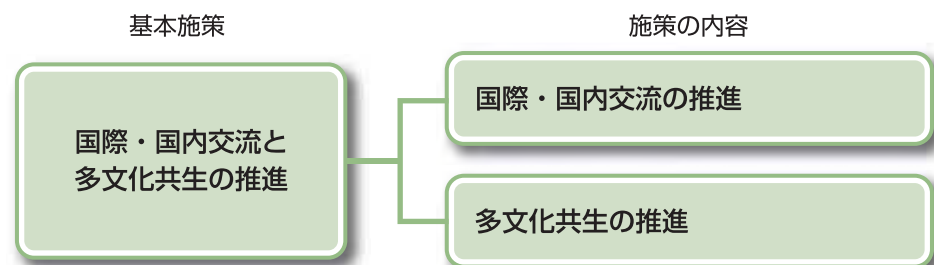 基本施策
施策の内容
国際・国内交流と
多文化共生の推進
国際・国内交流の推進
多文化共生の推進